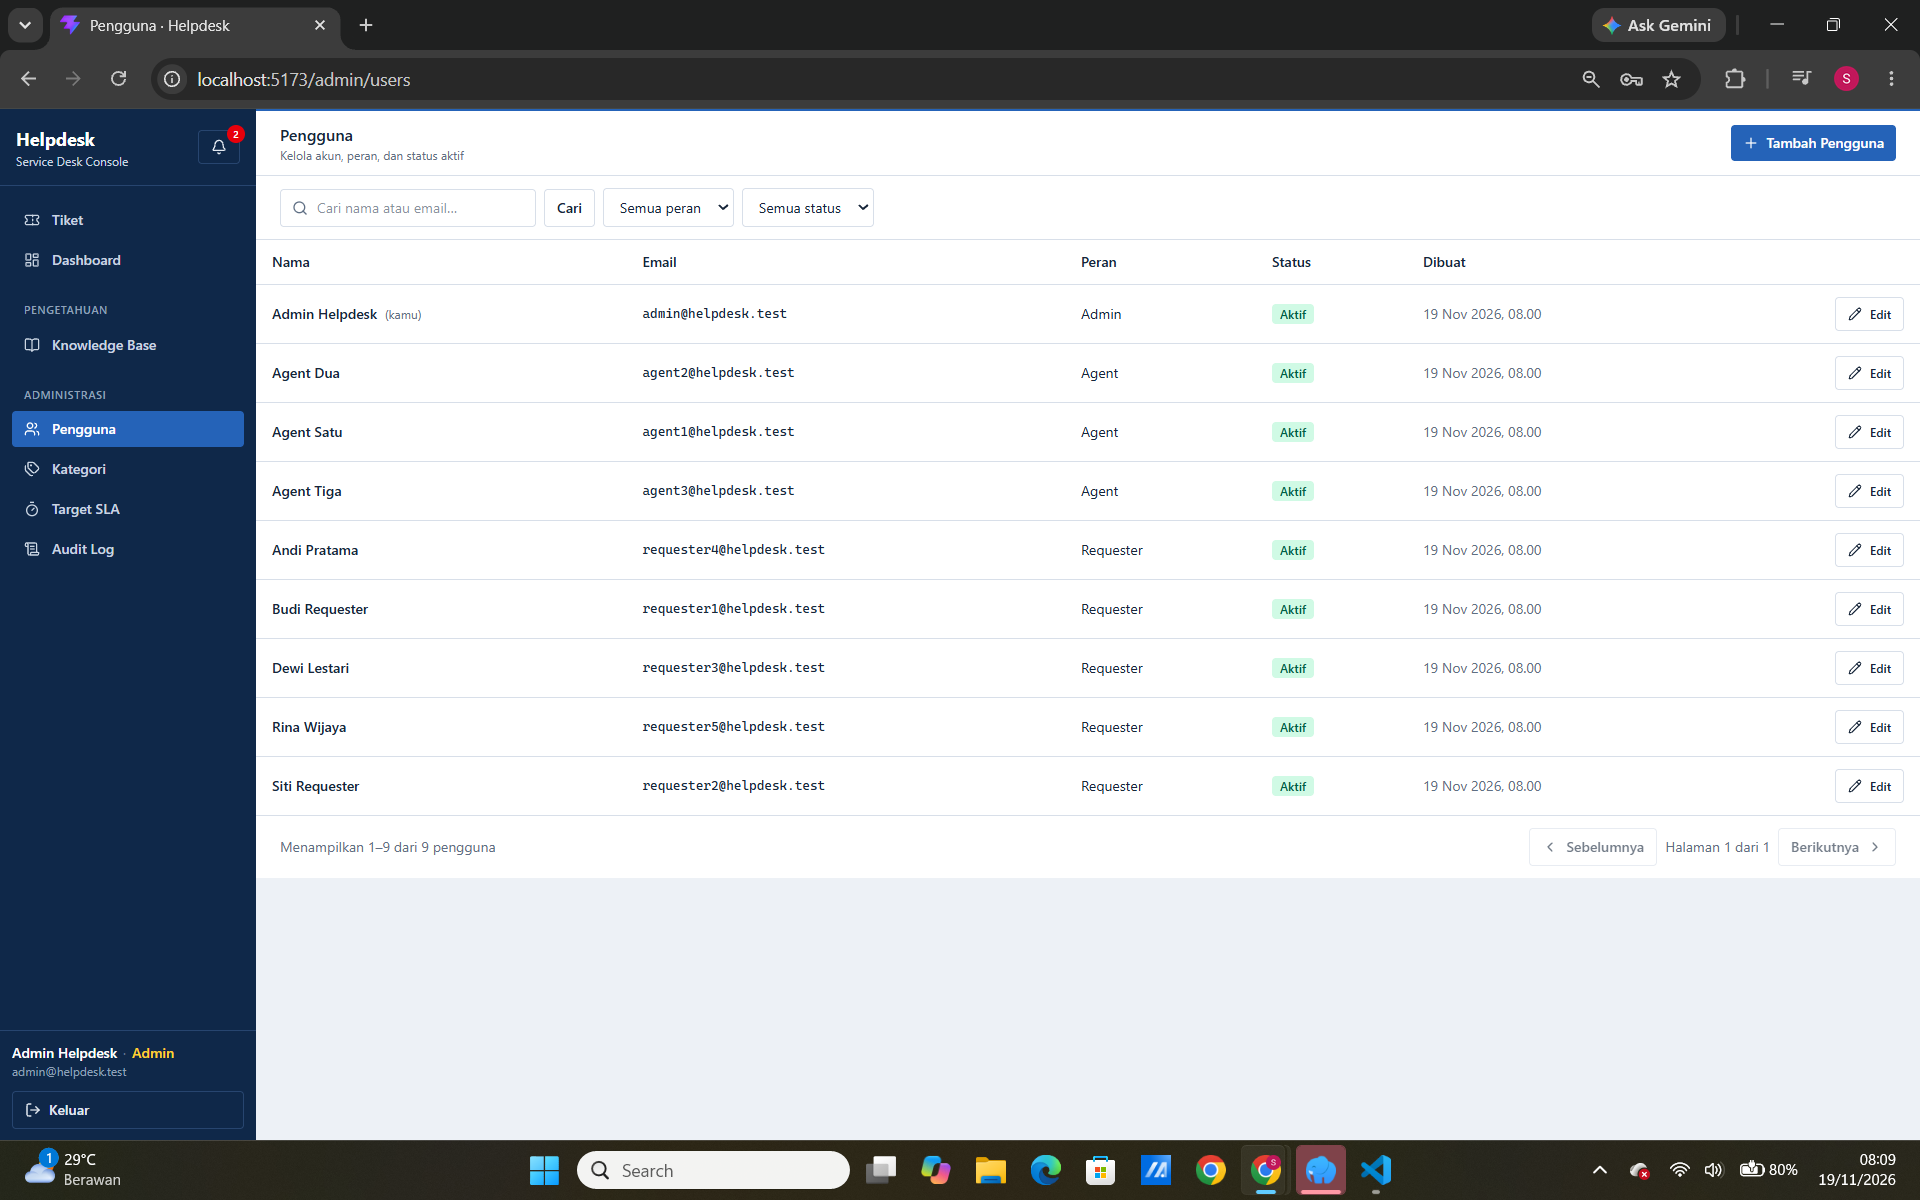 Pengguna · Helpdesk
Ask Gemini
localhost:5173/admin/users
S
Helpdesk
Service Desk Console
2
Tiket
Dashboard
PENGETAHUAN
Knowledge Base
ADMINISTRASI
Pengguna
Kategori
Target SLA
Audit Log
Admin Helpdesk · Admin
admin@helpdesk.test
Keluar
Pengguna
Kelola akun, peran, dan status aktif
+ Tambah Pengguna
Cari nama atau email...
Cari
Semua peran
Semua status
Nama Email Peran Status Dibuat
Admin Helpdesk (kamu) admin@helpdesk.test Admin Aktif 19 Nov 2026, 08.00 Edit
Agent Dua agent2@helpdesk.test Agent Aktif 19 Nov 2026, 08.00 Edit
Agent Satu agent1@helpdesk.test Agent Aktif 19 Nov 2026, 08.00 Edit
Agent Tiga agent3@helpdesk.test Agent Aktif 19 Nov 2026, 08.00 Edit
Andi Pratama requester4@helpdesk.test Requester Aktif 19 Nov 2026, 08.00 Edit
Budi Requester requester1@helpdesk.test Requester Aktif 19 Nov 2026, 08.00 Edit
Dewi Lestari requester3@helpdesk.test Requester Aktif 19 Nov 2026, 08.00 Edit
Rina Wijaya requester5@helpdesk.test Requester Aktif 19 Nov 2026, 08.00 Edit
Siti Requester requester2@helpdesk.test Requester Aktif 19 Nov 2026, 08.00 Edit
Menampilkan 1–9 dari 9 pengguna
Sebelumnya
Halaman 1 dari 1
Berikutnya
1
29°C
Berawan
Search
S
80%
08:09
19/11/2026